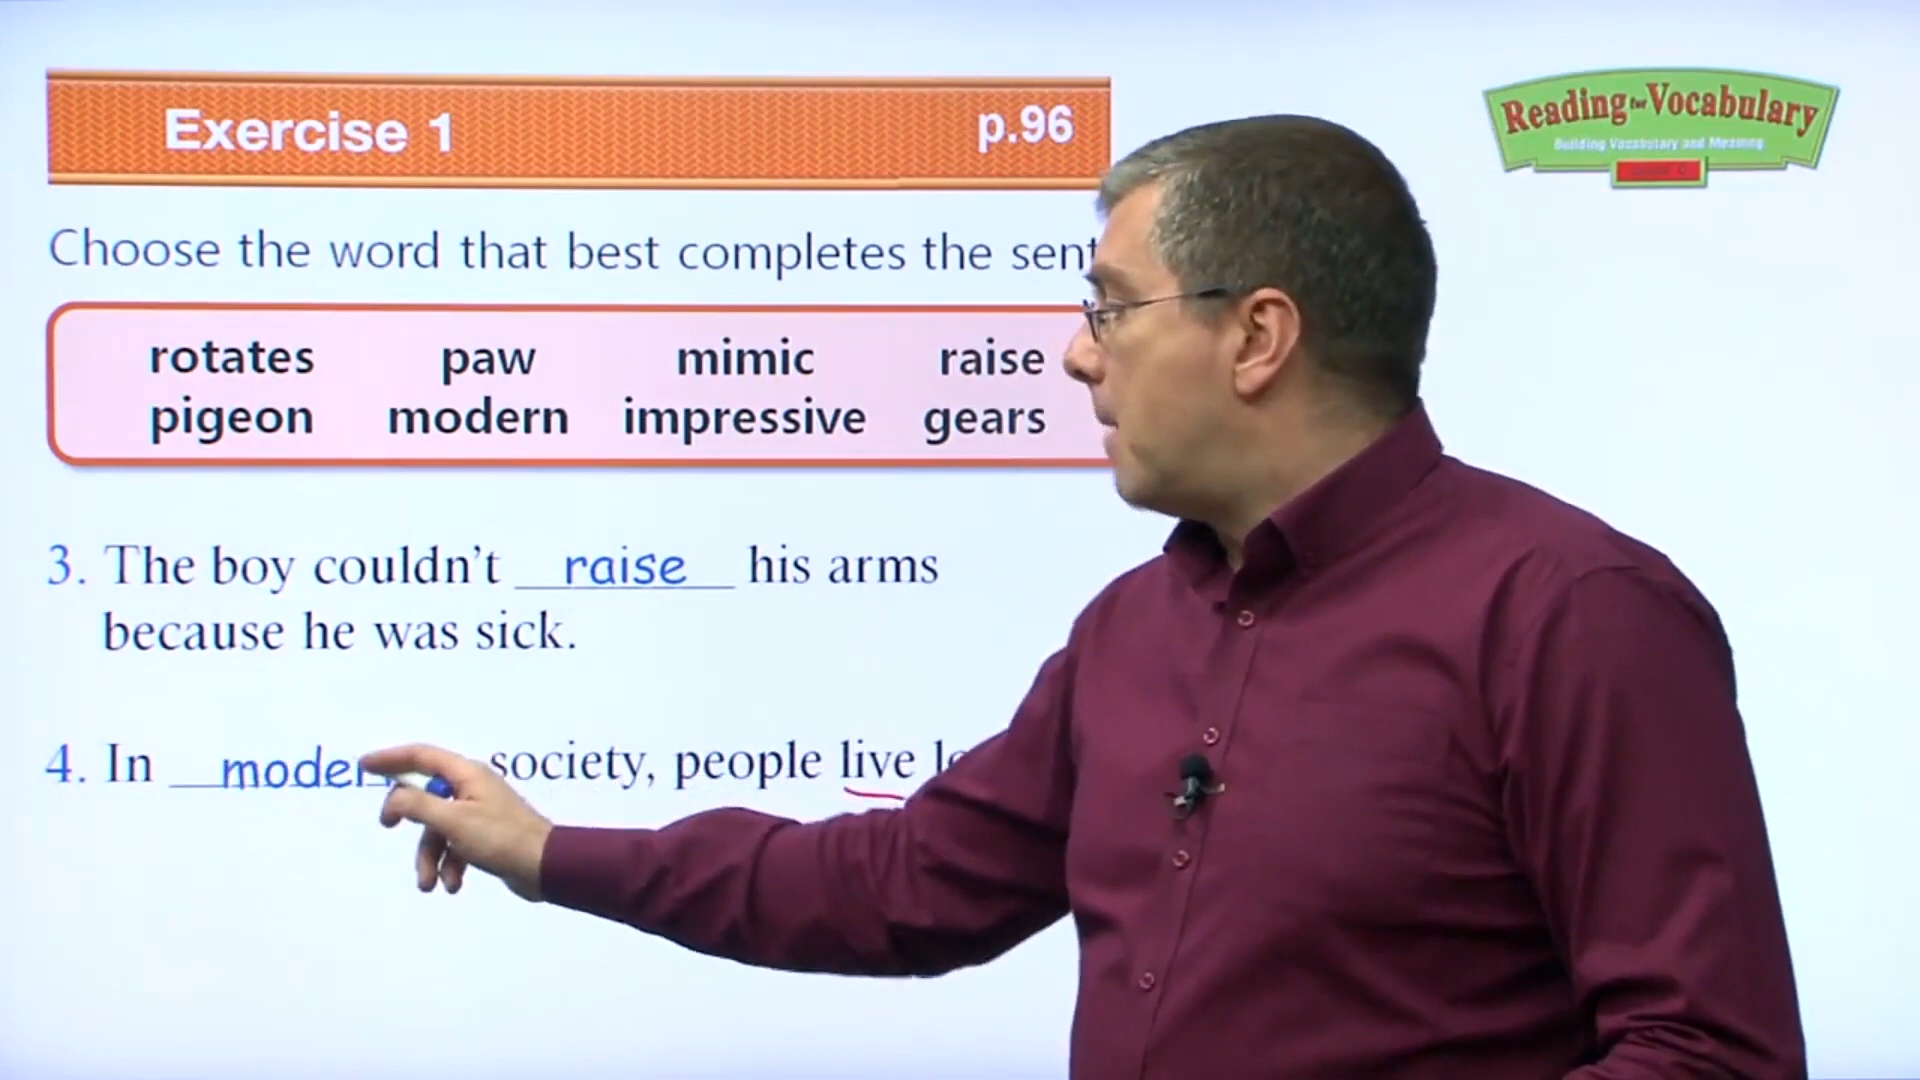 Exercise 1 p.96
Reading for Vocabulary
Building Vocabulary and Meaning
Choose the word that best completes the
rotates paw mimic raise
pigeon modern impressive gears
3. The boy couldn't raise his arms
because he was sick.
4. In society, people live